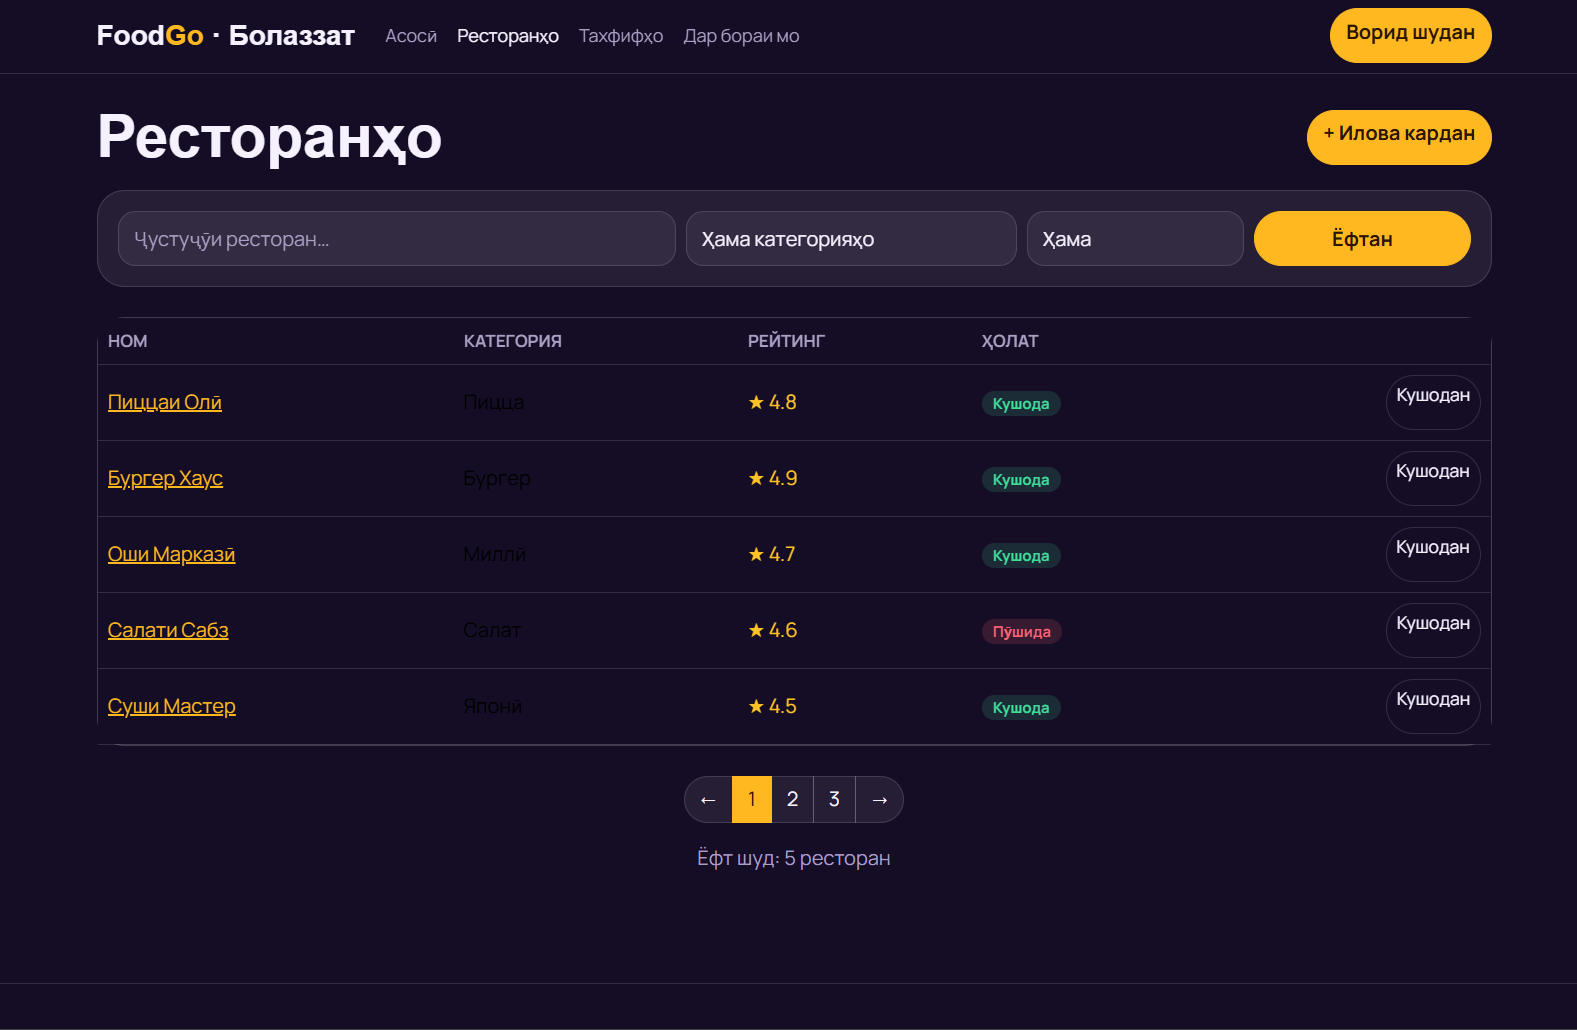 FoodGo · Болаззат Асосӣ Ресторанҳо Тахфифҳо Дар бораи мо Ворид шудан
Ресторанҳо + Илова кардан
Ҷустуҷӯи ресторан... Ҳама категорияҳо Ҳама Ёфтан
НОМ КАТЕГОРИЯ РЕЙТИНГ ҲОЛАТ
Пиццаи Олӣ Пицца ★ 4.8 Кушода Кушодан
Бургер Хаус Бургер ★ 4.9 Кушода Кушодан
Оши Марказӣ Миллӣ ★ 4.7 Кушода Кушодан
Салати Сабз Салат ★ 4.6 Пӯшида Кушодан
Суши Мастер Японӣ ★ 4.5 Кушода Кушодан
← 1 2 3 →
Ёфт шуд: 5 ресторан